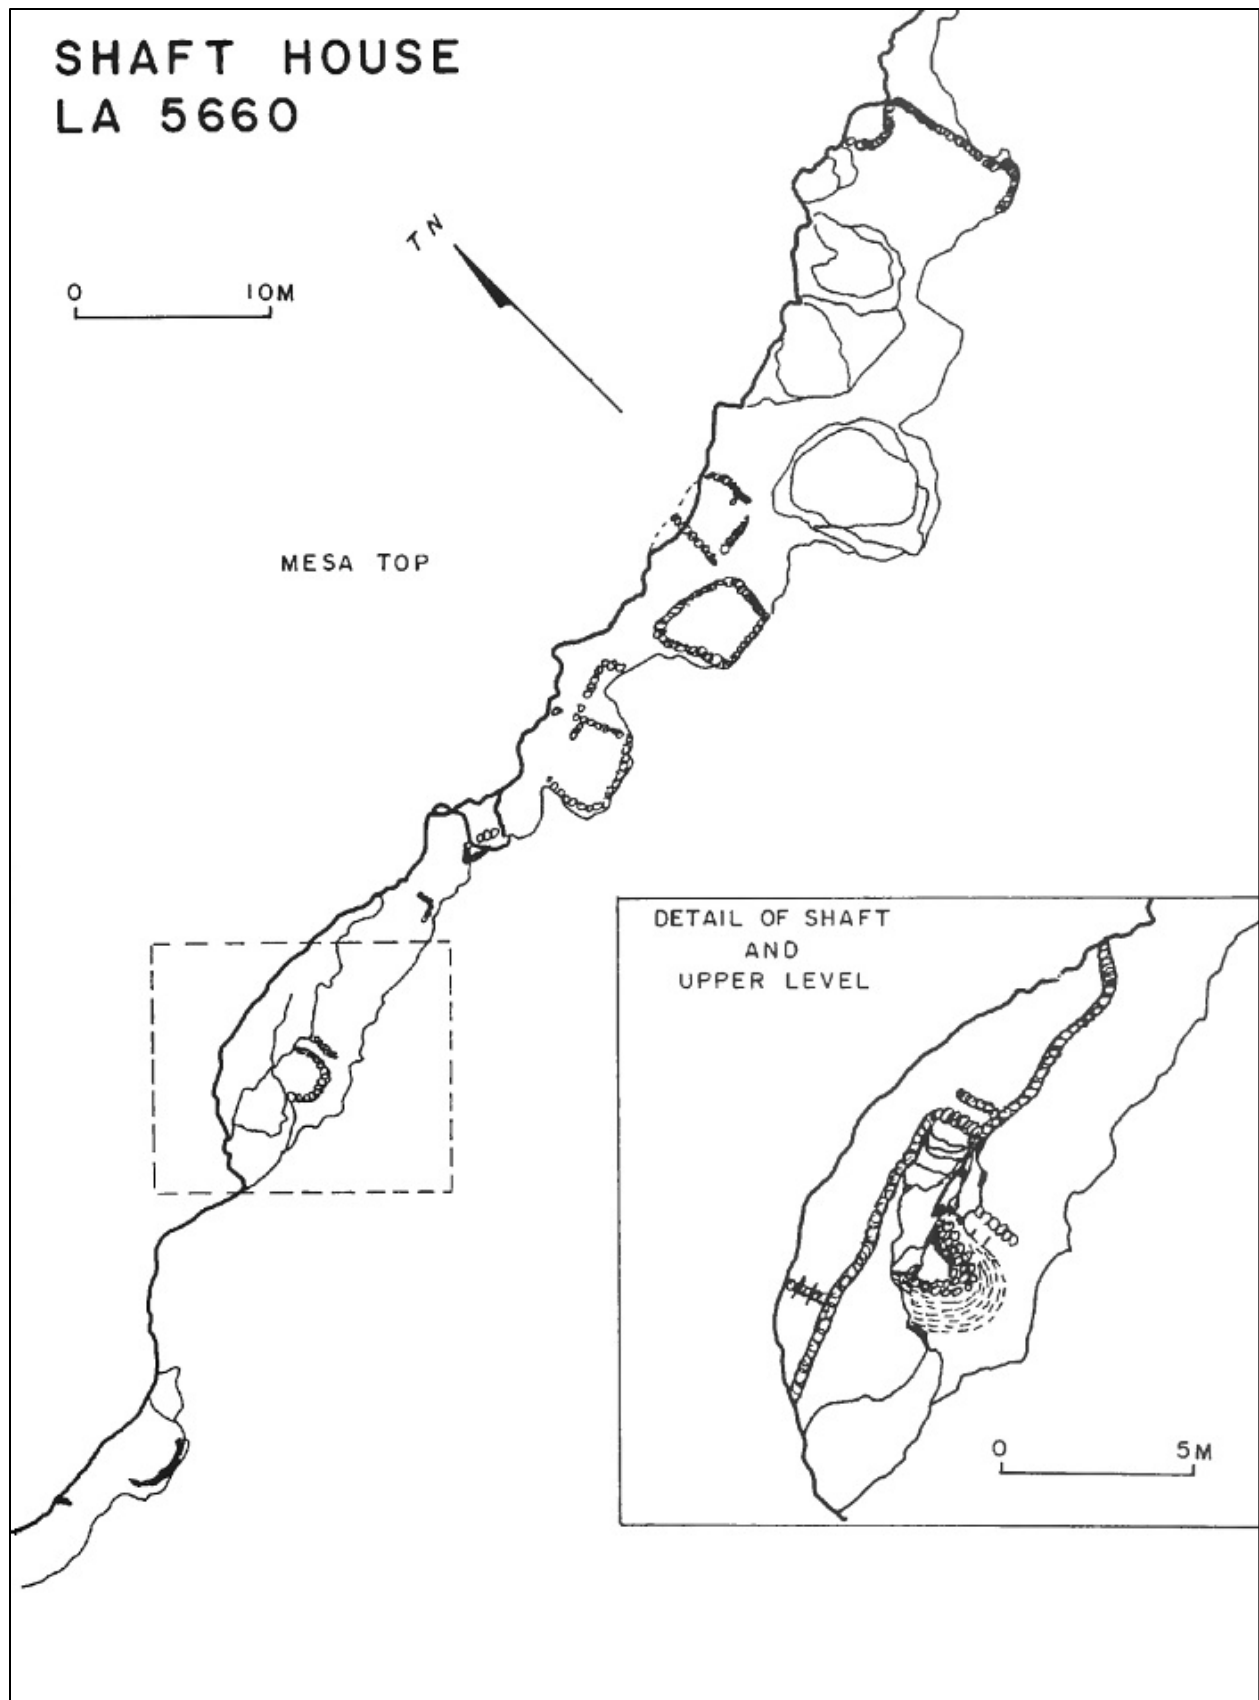 SHAFT HOUSE
LA 5660
TN
0 10M
MESA TOP
DETAIL OF SHAFT
AND
UPPER LEVEL
0 5M